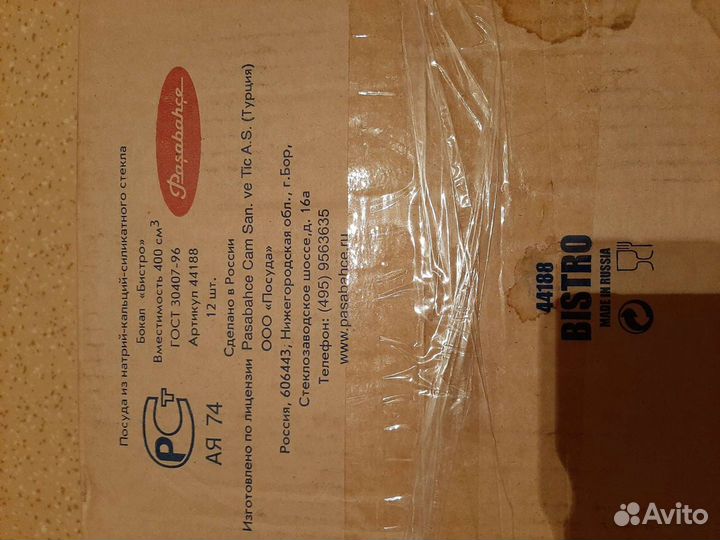 Посуда из натрий-кальций-силикатного стекла
Бокал «Бистро»
Вместимость 400 см3
ГОСТ 30407-96
Артикул 44188
12 шт.
Paşabahçe
РСТ
АЯ 74
Сделано в России
Изготовлено по лицензии Pasabahce Cam San. ve Tic A.S. (Турция)
ООО «Посуда»
Россия, 606443, Нижегородская обл., г.Бор,
Стеклозаводское шоссе,д. 16а
Телефон: (495) 9563635
www.pasabahce.ru
44188
BISTRO
MADE IN RUSSIA
Avito